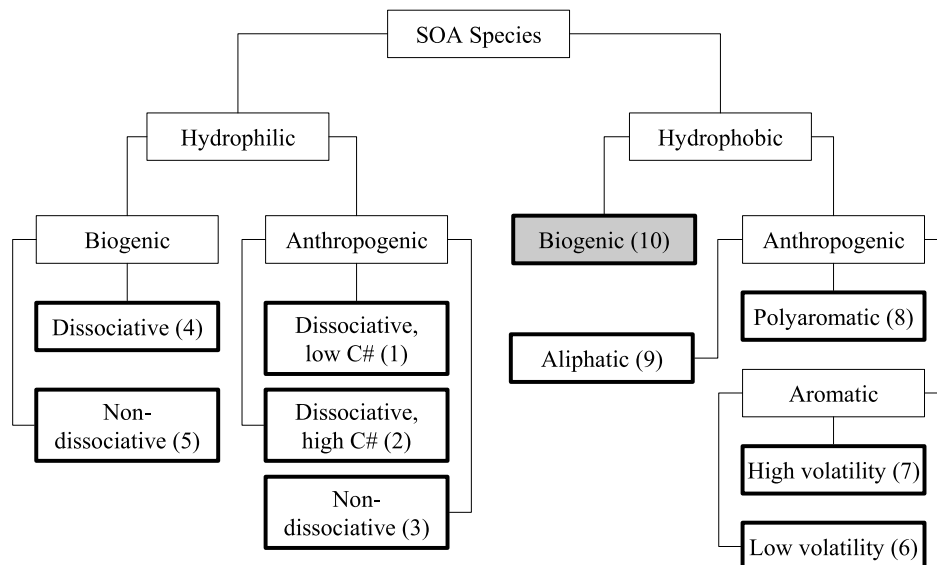 SOA Species
Hydrophilic
Hydrophobic
Biogenic
Anthropogenic
Biogenic (10)
Anthropogenic
Dissociative (4)
Dissociative,
low C# (1)
Polyaromatic (8)
Aliphatic (9)
Non-
dissociative (5)
Dissociative,
high C# (2)
Aromatic
High volatility (7)
Non-
dissociative (3)
Low volatility (6)